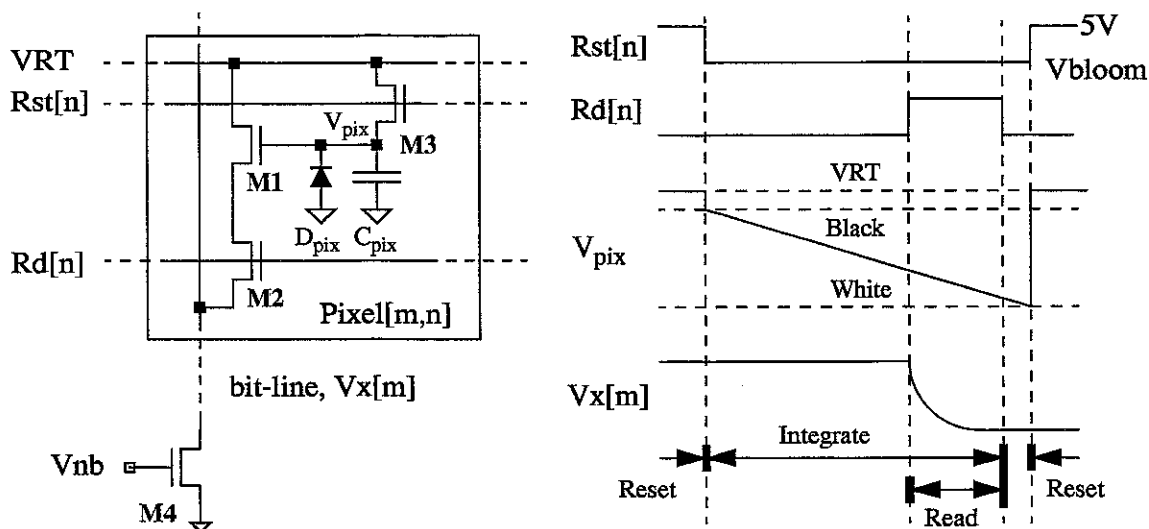 VRT
Rst[n]
V_pix
M3
M1
D_pix
C_pix
Rd[n]
M2
Pixel[m,n]
bit-line, Vx[m]
Vnb
M4
Rst[n]
5V
Vbloom
Rd[n]
VRT
Black
V_pix
White
Vx[m]
Integrate
Reset
Reset
Read